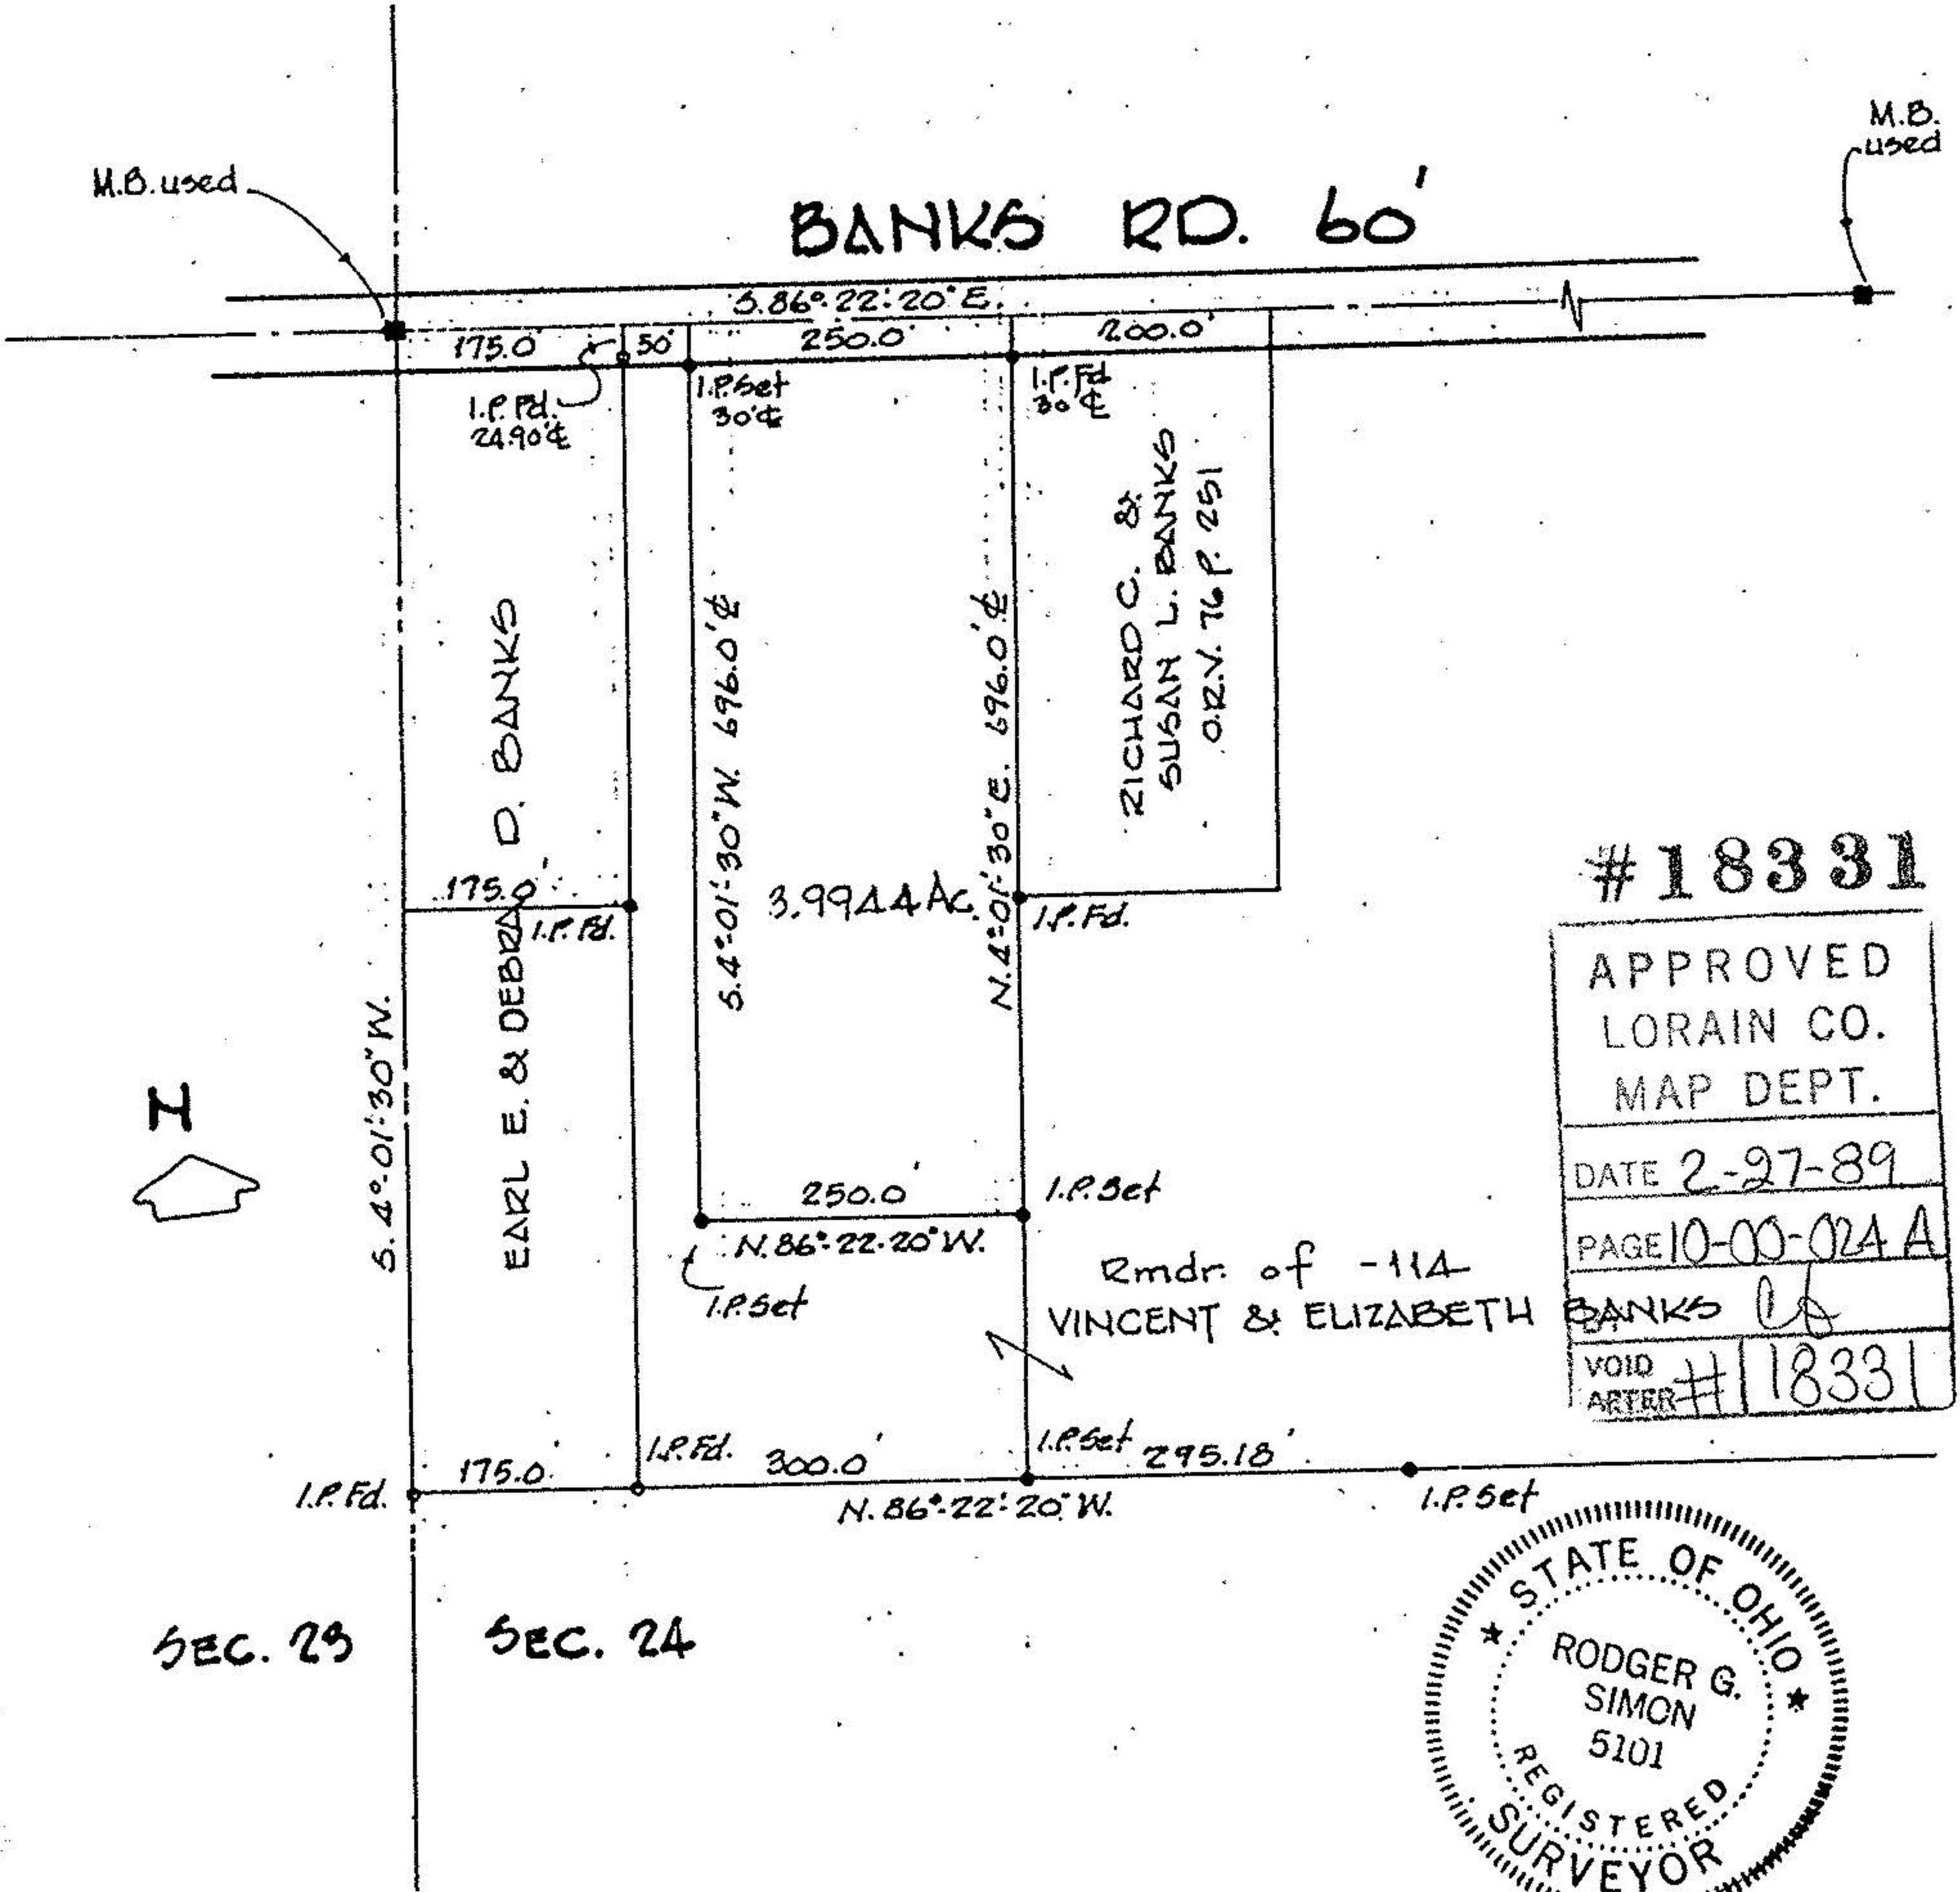 M.B. used
M.B.
used
BANKS RD. 60'
S.86°-22'-20"E.
175.0'
50'
250.0'
200.0'
I.P. Fd.
24.90'℄
I.P. Set
30'℄
I.P. Fd
30'℄
EARL E. & DEBRA D. BANKS
S.4°-01'-30"W. 696.0'℄
N.4°-01'-30"E. 696.0'℄
RICHARD C. &
SUSAN L. BANKS
O.R.V. 76 P. 251
175.0'
I.P. Fd.
3.9944 Ac.
I.P. Fd.
S. 4°-01'-30"W.
N
250.0'
N.86°-22'-20"W.
I.P. Set
I.P. Set
Rmdr. of -114
VINCENT & ELIZABETH BANKS
#18331
APPROVED
LORAIN CO.
MAP DEPT.
DATE 2-27-89
PAGE 10-00-024 A
BY
VOID
AFTER #18331
I.P. Fd.
175.0'
I.P. Fd.
300.0'
I.P. Set
295.18'
I.P. Set
N.86°-22'-20"W.
SEC. 23
SEC. 24
STATE OF OHIO
RODGER G.
SIMON
5101
REGISTERED
SURVEYOR